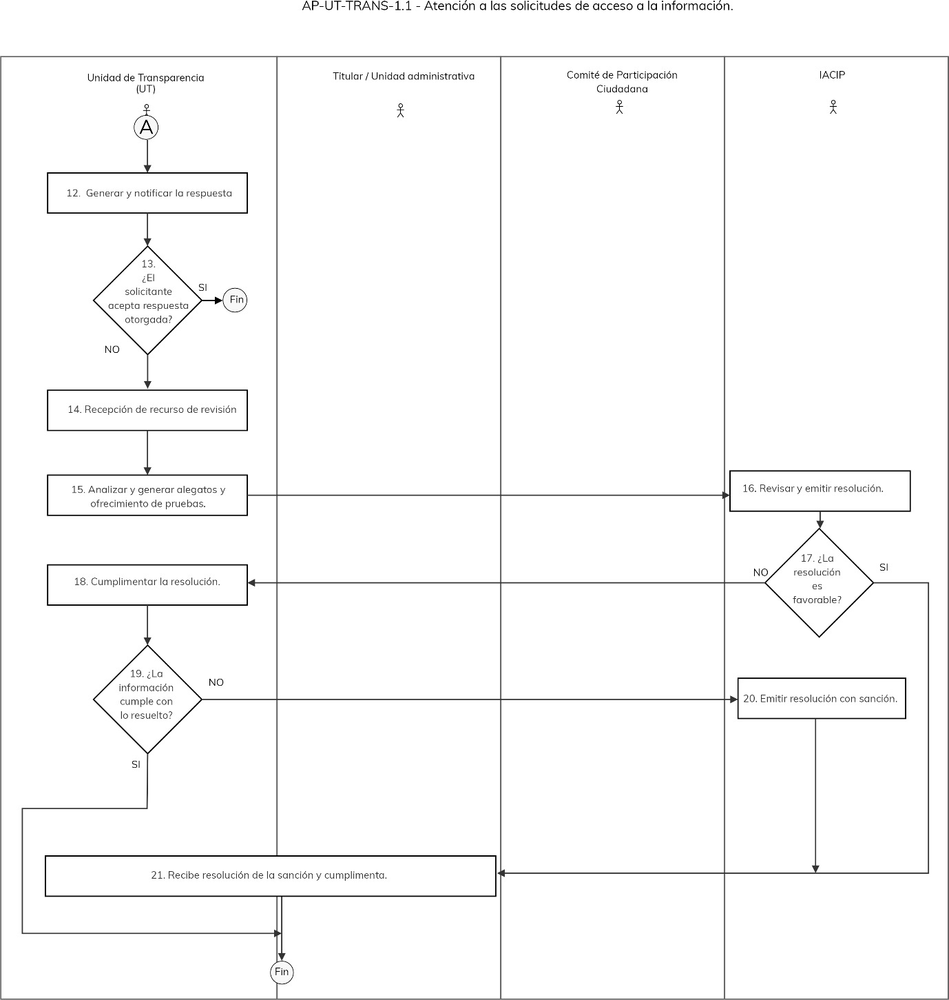 AP-UT-TRANS-1.1 - Atención a las solicitudes de acceso a la información.
Unidad de Transparencia
(UT)
Titular / Unidad administrativa
Comité de Participación
Ciudadana
IACIP
A
12.  Generar y notificar la respuesta
13.
¿El
solicitante
acepta respuesta
otorgada?
SI
Fin
NO
14. Recepción de recurso de revisión
15. Analizar y generar alegatos y
ofrecimiento de pruebas.
16. Revisar y emitir resolución.
17. ¿La
resolución
es
favorable?
NO
SI
18. Cumplimentar la resolución.
19. ¿La
información
cumple con
lo resuelto?
NO
SI
20. Emitir resolución con sanción.
21. Recibe resolución de la sanción y cumplimenta.
Fin